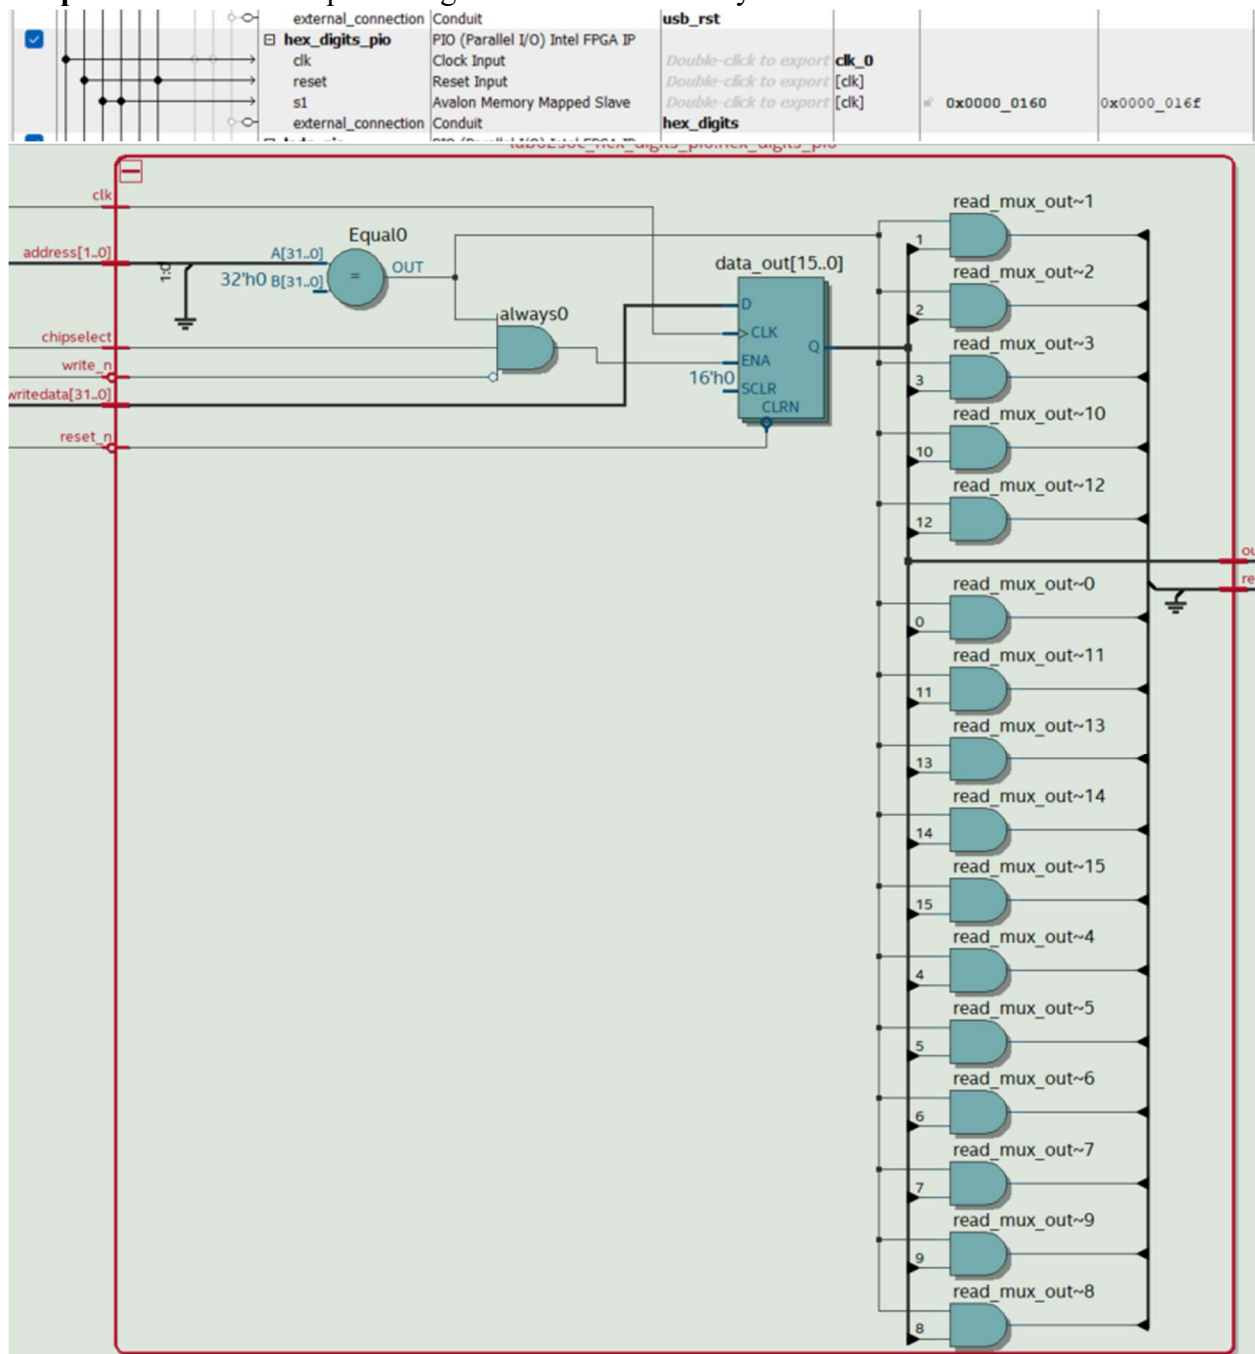 external_connection Conduit usb_rst
hex_digits_pio PIO (Parallel I/O) Intel FPGA IP
clk Clock Input Double-click to export clk_0
reset Reset Input Double-click to export [clk]
s1 Avalon Memory Mapped Slave Double-click to export [clk] 0x0000_0160 0x0000_016f
external_connection Conduit hex_digits
clk
address[1..0]
chipselect
write_n
writedata[31..0]
reset_n
1:0
Equal0
A[31..0]
32'h0 B[31..0]
=
OUT
always0
data_out[15..0]
D
CLK
ENA
16'h0
SCLR
CLRN
Q
read_mux_out~1
1
read_mux_out~2
2
read_mux_out~3
3
read_mux_out~10
10
read_mux_out~12
12
read_mux_out~0
0
read_mux_out~11
11
read_mux_out~13
13
read_mux_out~14
14
read_mux_out~15
15
read_mux_out~4
4
read_mux_out~5
5
read_mux_out~6
6
read_mux_out~7
7
read_mux_out~9
9
read_mux_out~8
8
ou
re